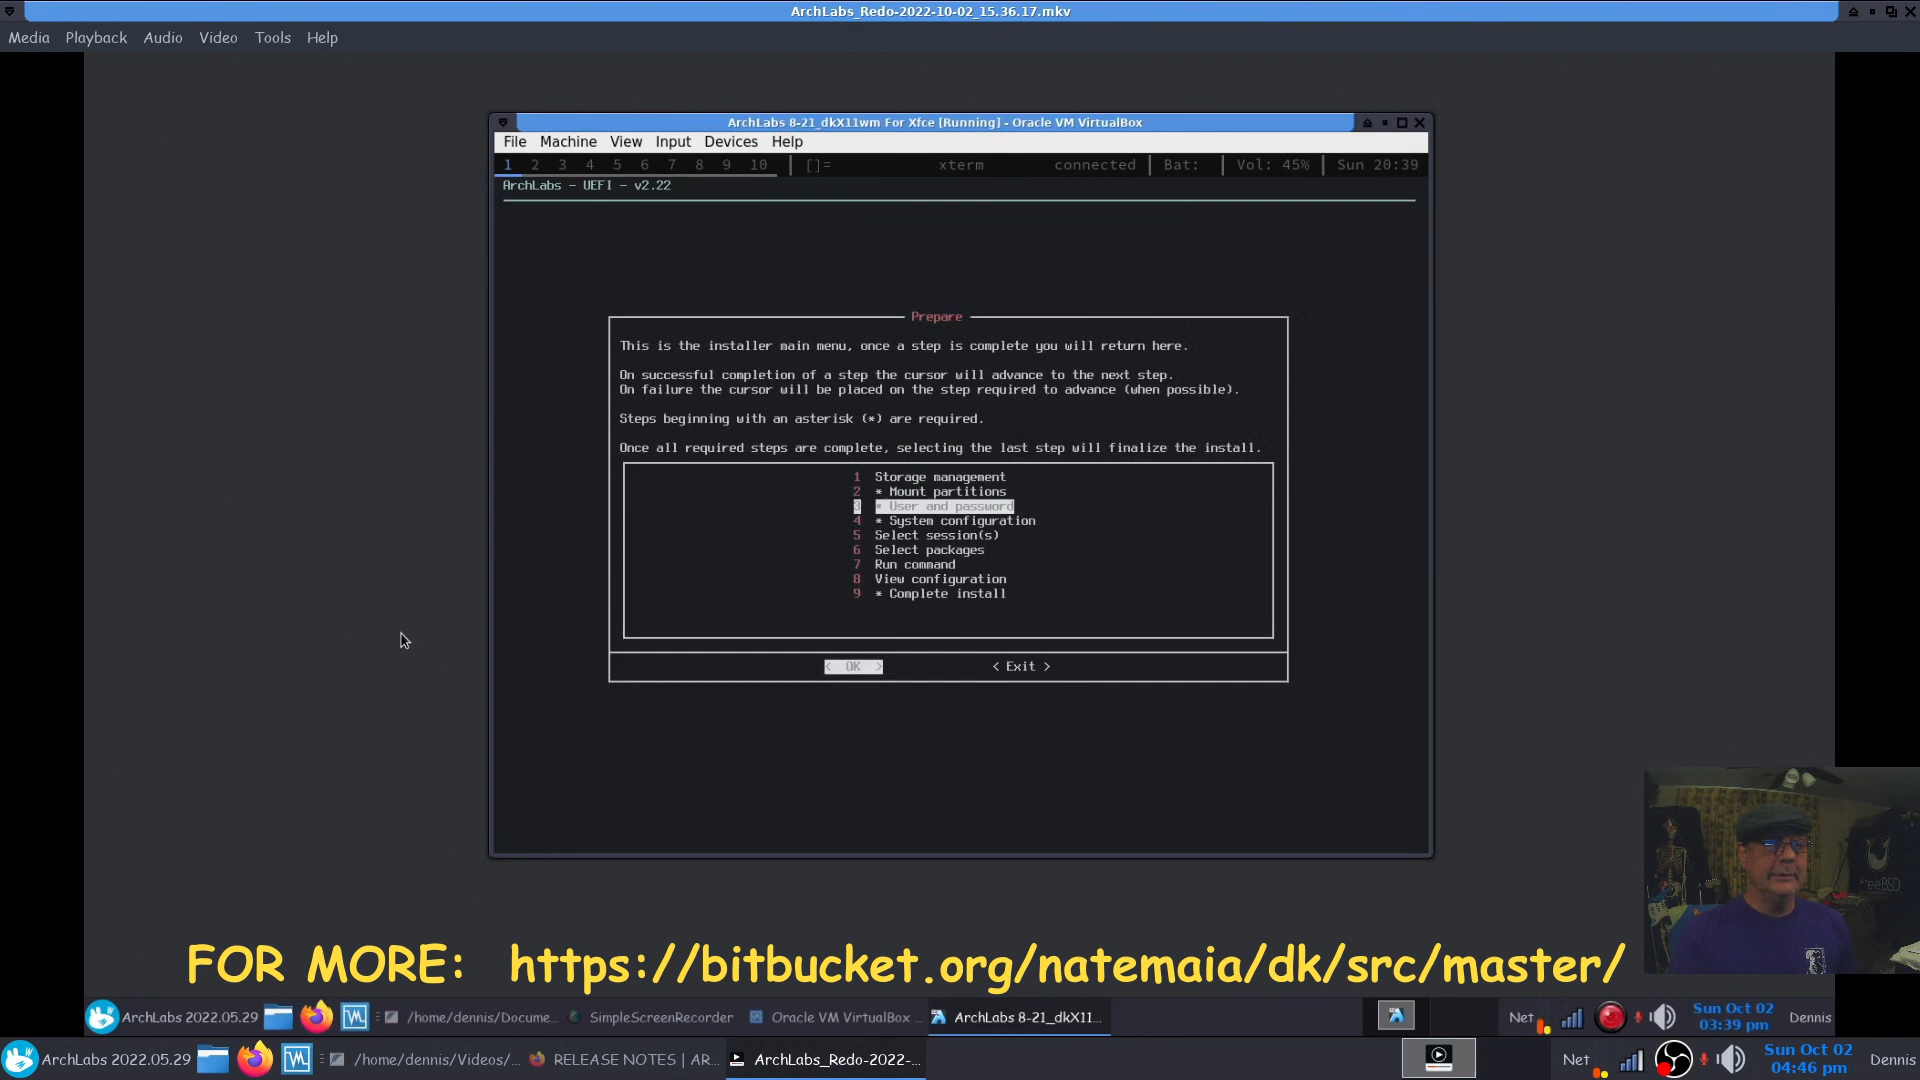 ArchLabs_Redo-2022-10-02_15.36.17.mkv
Media Playback Audio Video Tools Help
ArchLabs 8-21_dkX11wm For Xfce [Running] - Oracle VM VirtualBox
File Machine View Input Devices Help
1 2 3 4 5 6 7 8 9 10 | []= xterm connected | Bat: | Vol: 45% | Sun 20:39
ArchLabs - UEFI - v2.22
Prepare
This is the installer main menu, once a step is complete you will return here.
On successful completion of a step the cursor will advance to the next step.
On failure the cursor will be placed on the step required to advance (when possible).
Steps beginning with an asterisk (*) are required.
Once all required steps are complete, selecting the last step will finalize the install.
1 Storage management
2 * Mount partitions
3 * User and password
4 * System configuration
5 Select session(s)
6 Select packages
7 Run command
8 View configuration
9 * Complete install
< OK > < Exit >
FOR MORE: https://bitbucket.org/natemaia/dk/src/master/
ArchLabs 2022.05.29 /home/dennis/Docume... SimpleScreenRecorder Oracle VM VirtualBox ... ArchLabs 8-21_dkX11... Net Sun Oct 02 Dennis
03:39 pm
ArchLabs 2022.05.29 /home/dennis/Videos/... RELEASE NOTES | AR... ArchLabs_Redo-2022-... Net Sun Oct 02 Dennis
04:46 pm